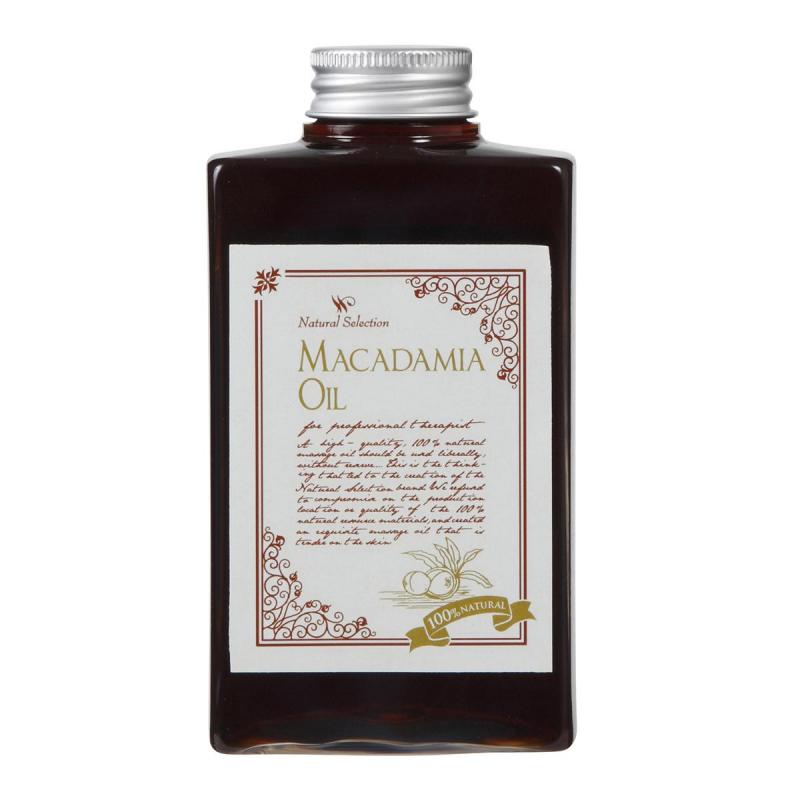 Natural Selection
MACADAMIA
OIL
for professional therapist
A high - quality, 100% natural
massage oil should be used liberally,
without reserve... This is the think-
ing that led to the creation of the
Natural Selection brand. We refused
to compromise on the production
location or quality of the 100%
natural resource materials, and created
an exquisite massage oil that is
tender on the skin
100% NATURAL